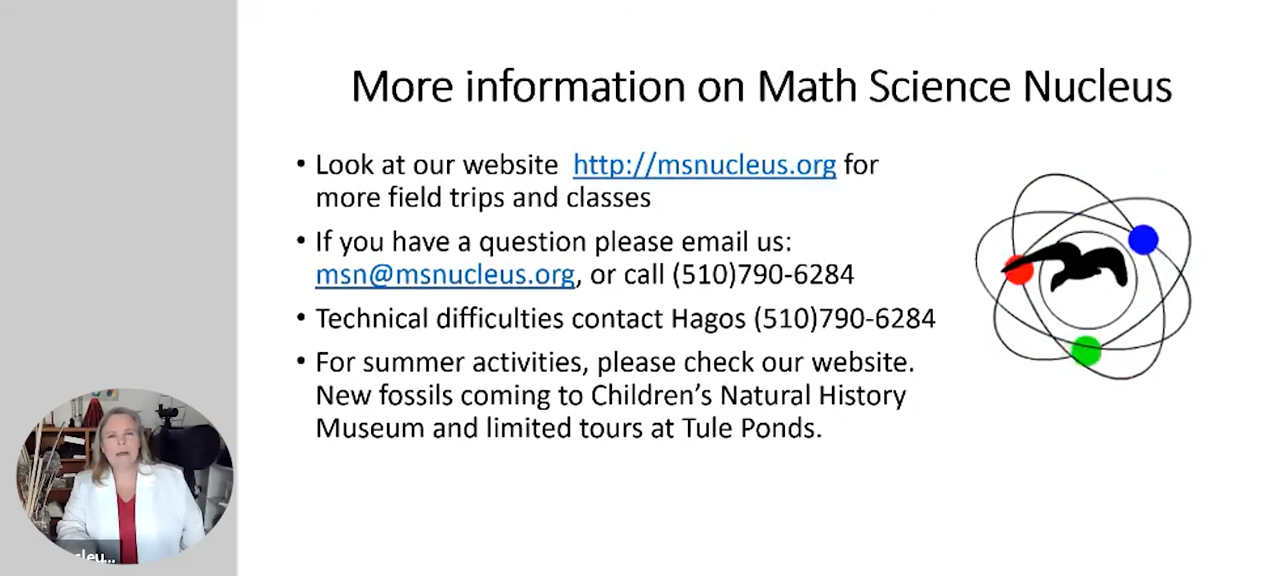 More information on Math Science Nucleus
• Look at our website http://msnucleus.org for
more field trips and classes
• If you have a question please email us:
msn@msnucleus.org, or call (510)790-6284
• Technical difficulties contact Hagos (510)790-6284
• For summer activities, please check our website.
New fossils coming to Children’s Natural History
Museum and limited tours at Tule Ponds.